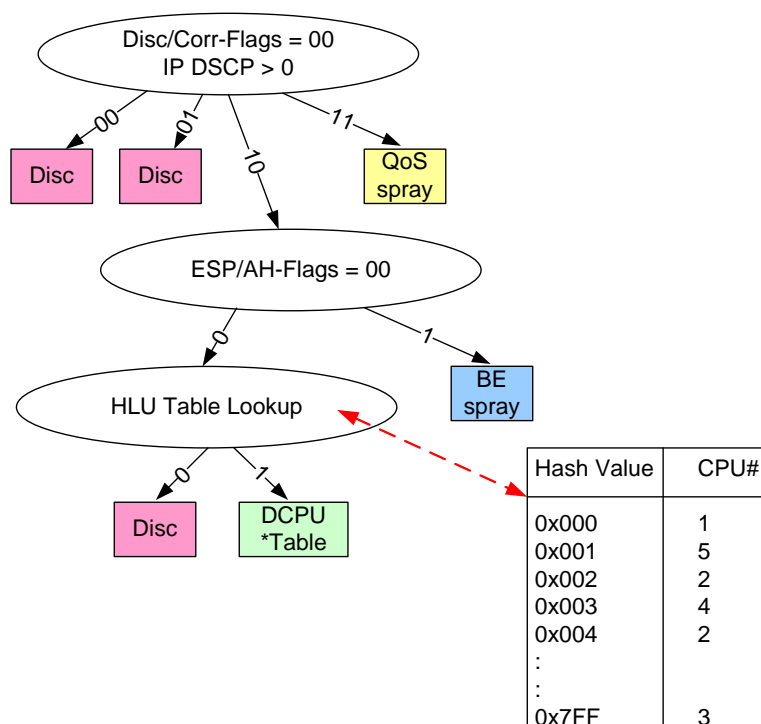 Disc/Corr-Flags = 00
IP DSCP > 0
00
01
10
11
Disc
Disc
QoS
spray
ESP/AH-Flags = 00
0
1
BE
spray
HLU Table Lookup
0
1
Disc
DCPU
*Table
Hash Value CPU#
0x000 1
0x001 5
0x002 2
0x003 4
0x004 2
:
:
0x7FF 3